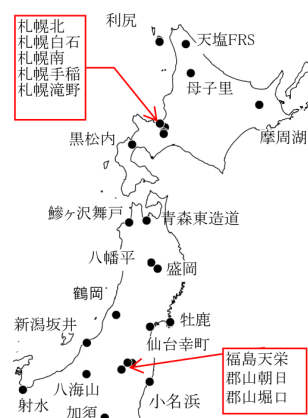 利尻
札幌北
札幌白石
札幌南
札幌手稲
札幌滝野
天塩FRS
母子里
黒松内
摩周湖
鰺ヶ沢舞戸
青森東造道
八幡平
盛岡
鶴岡
牡鹿
新潟坂井
仙台幸町
福島天栄
郡山朝日
郡山堀口
八海山
射水
小名浜
加須